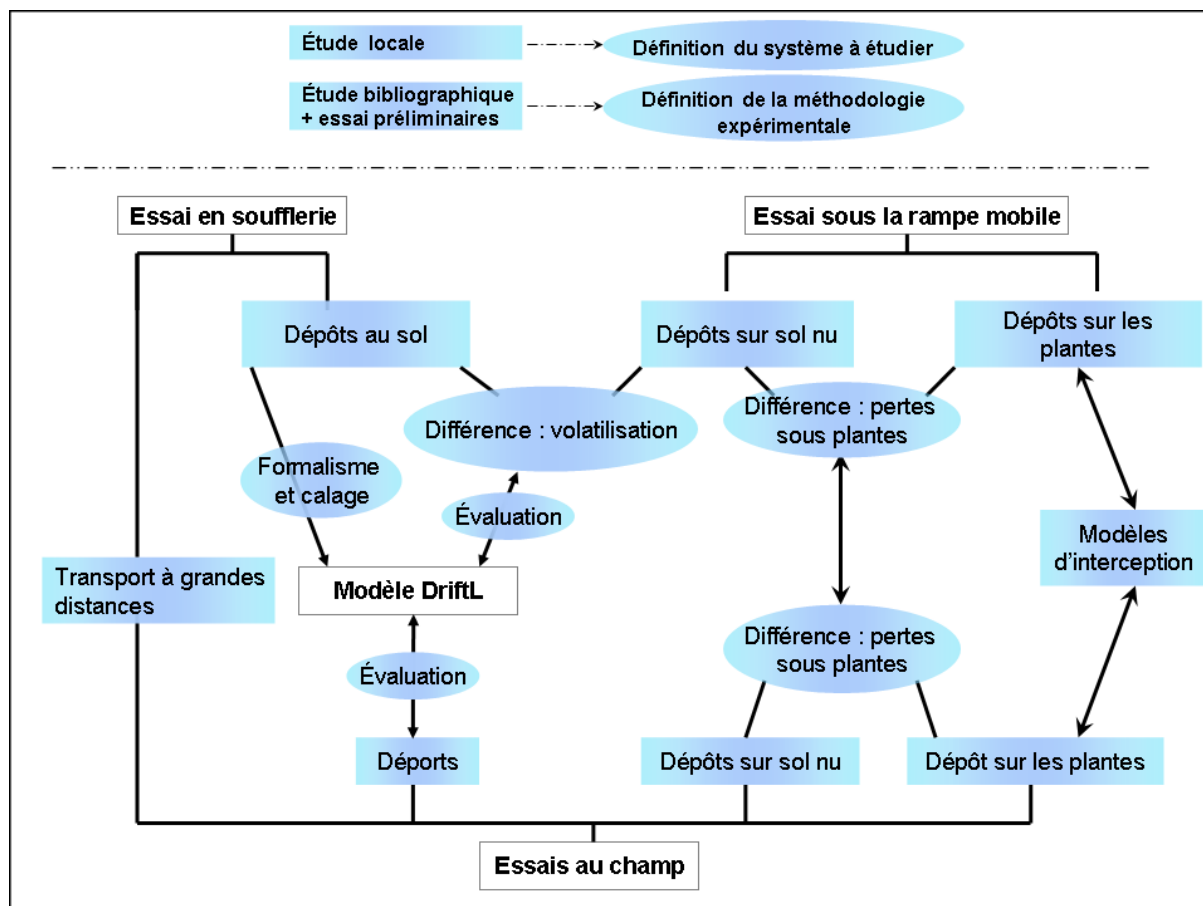 Étude locale
Définition du système à étudier
Étude bibliographique
+ essai préliminaires
Définition de la méthodologie
expérimentale
Essai en soufflerie
Essai sous la rampe mobile
Dépôts au sol
Dépôts sur sol nu
Dépôts sur les
plantes
Différence : volatilisation
Différence : pertes
sous plantes
Formalisme
et calage
Évaluation
Transport à grandes
distances
Modèle DriftL
Modèles
d'interception
Différence : pertes
sous plantes
Évaluation
Déports
Dépôts sur sol nu
Dépôt sur les plantes
Essais au champ